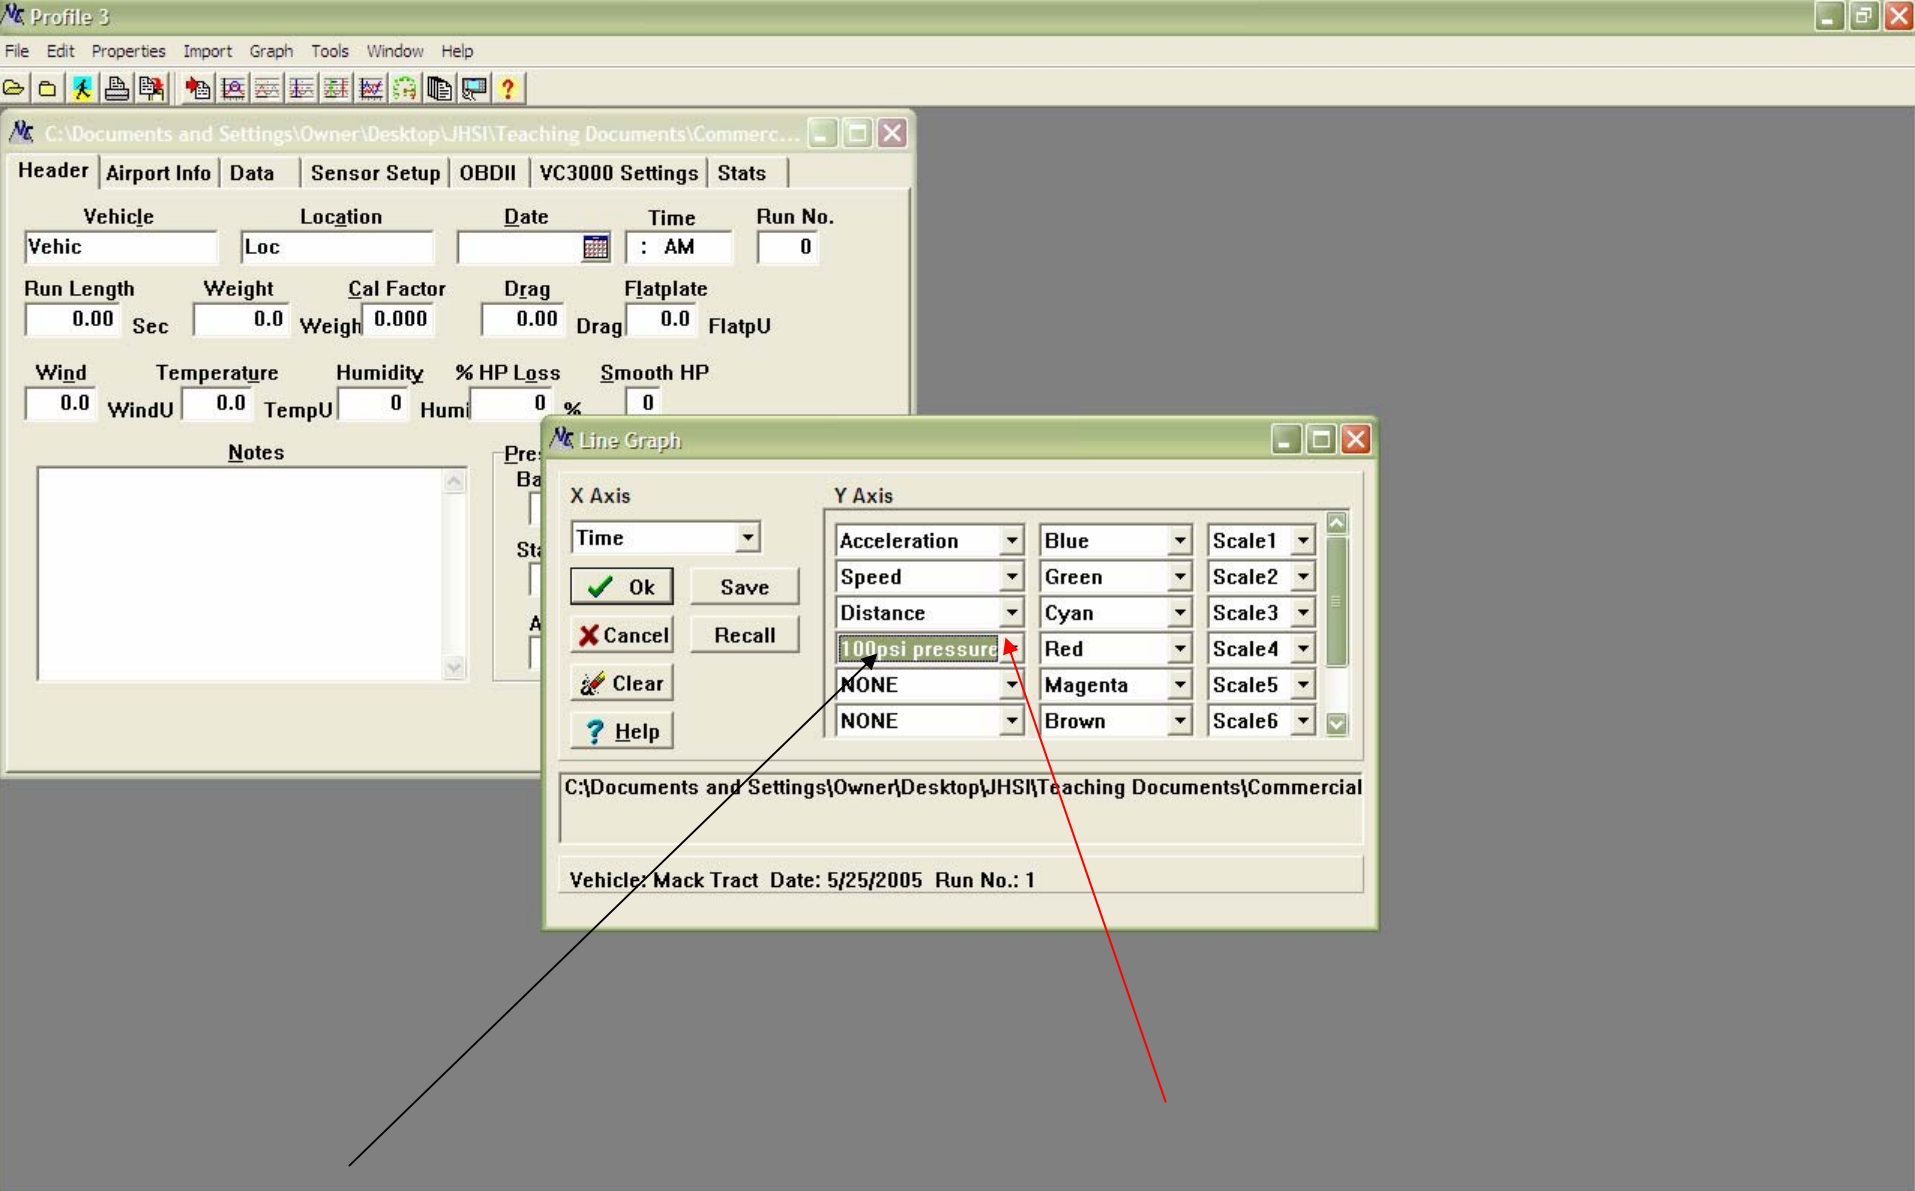 Profile 3
File Edit Properties Import Graph Tools Window Help
C:\Documents and Settings\Owner\Desktop\JHSI\Teaching Documents\Commerc...
Header Airport Info Data Sensor Setup OBDII VC3000 Settings Stats
Vehicle Location Date Time Run No.
Vehic Loc : AM 0
Run Length Weight Cal Factor Drag Flatplate
0.00 Sec 0.0 Weigh 0.000 0.00 Drag 0.0 FlatpU
Wind Temperature Humidity % HP Loss Smooth HP
0.0 WindU 0.0 TempU 0 Humi 0 % 0
Notes
Pre
Ba
Sta
A
Line Graph
X Axis
Time
Ok Save
Cancel Recall
Clear
Help
Y Axis
Acceleration Blue Scale1
Speed Green Scale2
Distance Cyan Scale3
100psi pressure Red Scale4
NONE Magenta Scale5
NONE Brown Scale6
C:\Documents and Settings\Owner\Desktop\JHSI\Teaching Documents\Commercial
Vehicle: Mack Tract Date: 5/25/2005 Run No.: 1